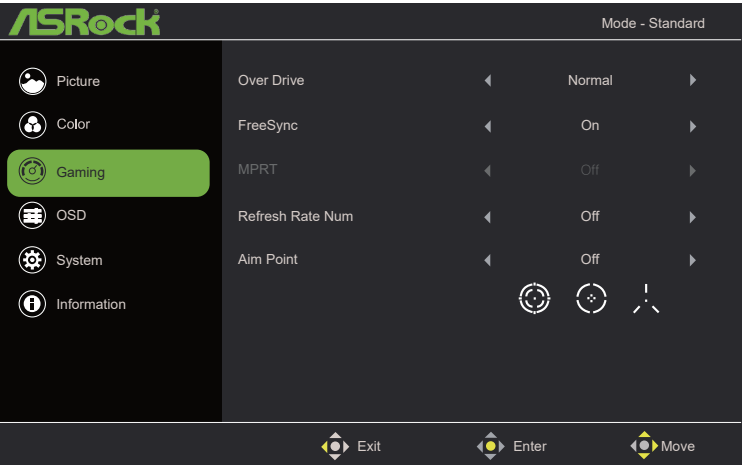 ASRock
Mode - Standard
Picture
Over Drive Normal
Color
FreeSync On
Gaming
MPRT Off
OSD
Refresh Rate Num Off
System
Aim Point Off
Information
Exit Enter Move